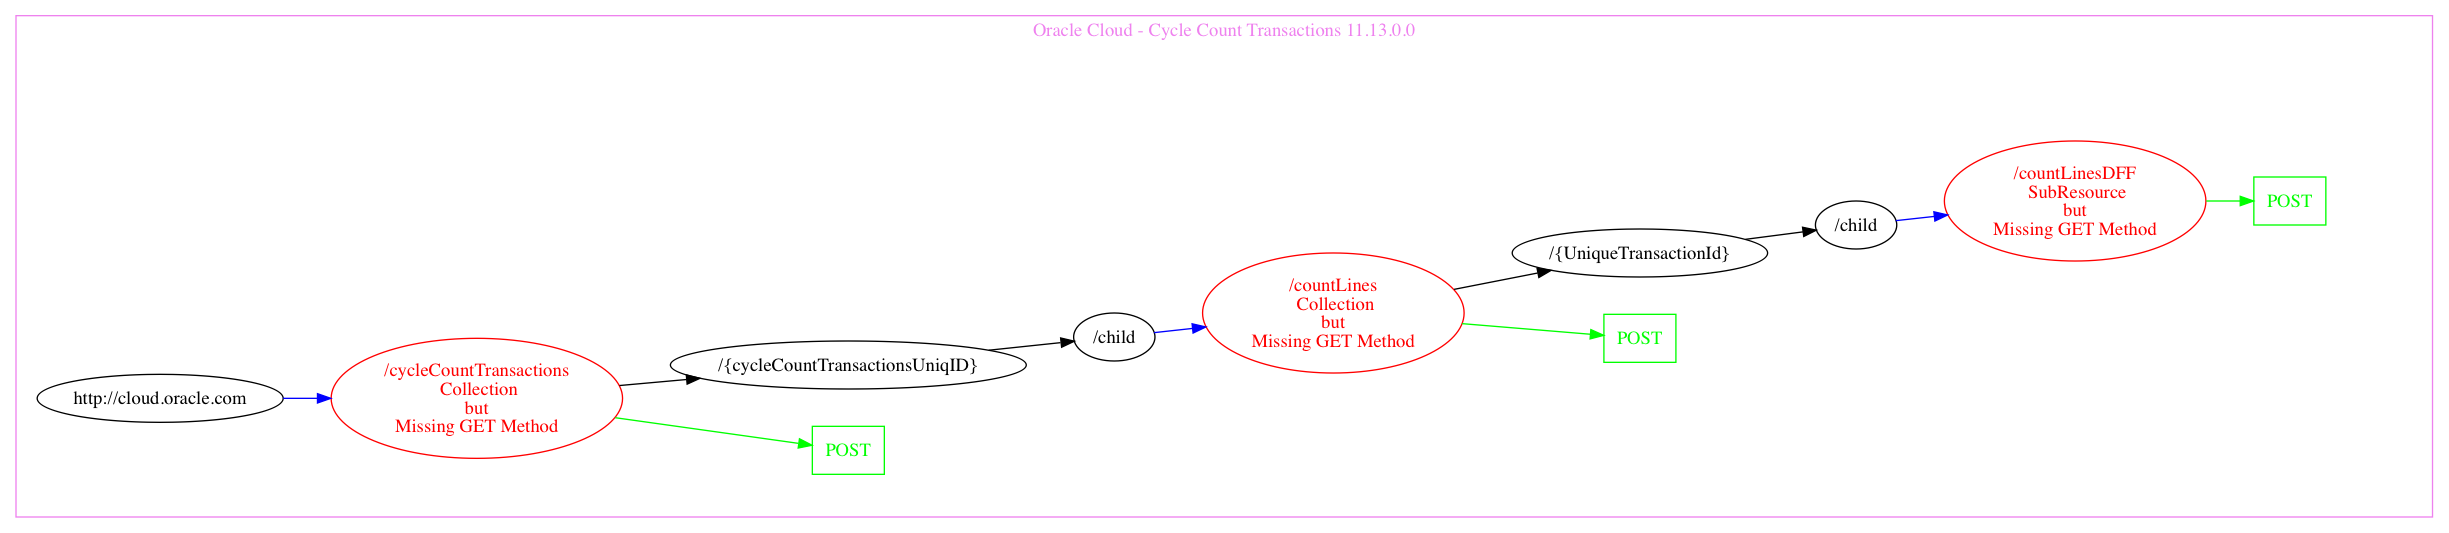 Oracle Cloud - Cycle Count Transactions 11.13.0.0
http://cloud.oracle.com
/cycleCountTransactions
Collection
but
Missing GET Method
/{cycleCountTransactionsUniqID}
POST
/child
/countLines
Collection
but
Missing GET Method
/{UniqueTransactionId}
POST
/child
/countLinesDFF
SubResource
but
Missing GET Method
POST